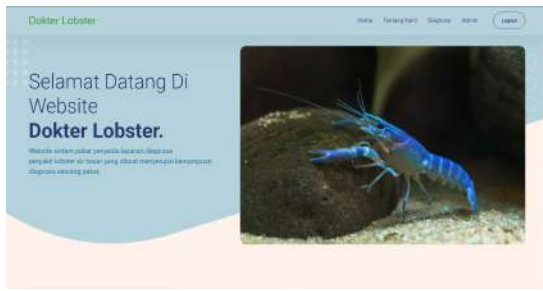 Dokter Lobster
Home Tentang Kami Diagnosa Admin Logout
Selamat Datang Di
Website
Dokter Lobster.
Website sistem pakar penyedia layanan diagnosa
penyakit lobster air tawar yang dibuat menyerupai kemampuan
diagnosa seorang pakar.